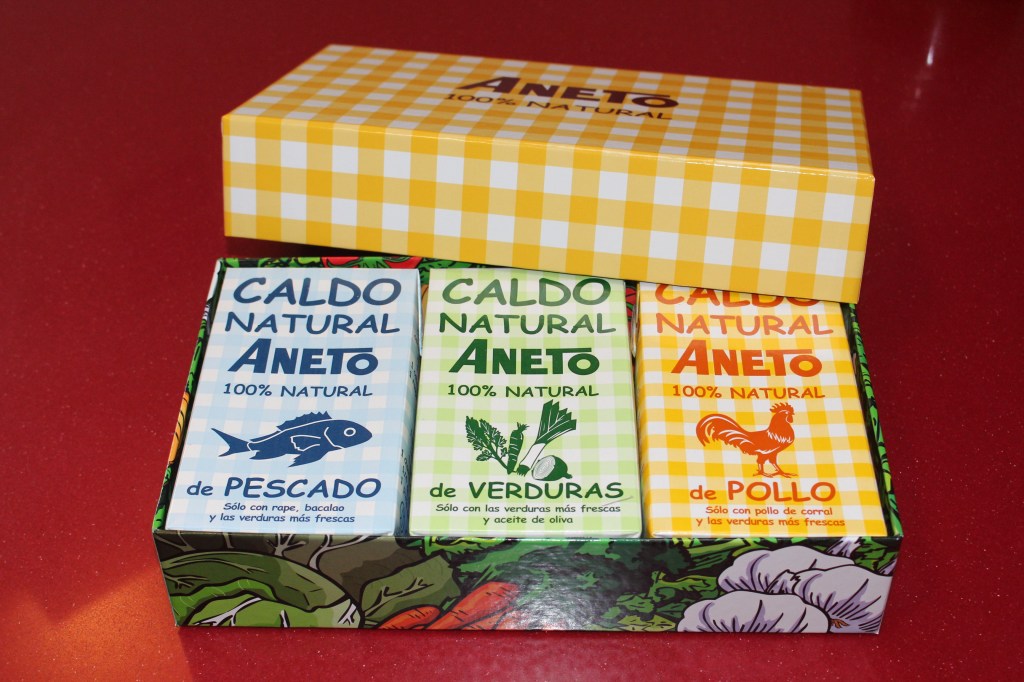 ANETO
100% NATURAL
CALDO
NATURAL
ANETO
100% NATURAL
de PESCADO
Sólo con rape, bacalao
y las verduras más frescas
CALDO
NATURAL
ANETO
100% NATURAL
de VERDURAS
Sólo con las verduras más frescas
y aceite de oliva
CALDO
NATURAL
ANETO
100% NATURAL
de POLLO
Sólo con pollo de corral
y las verduras más frescas